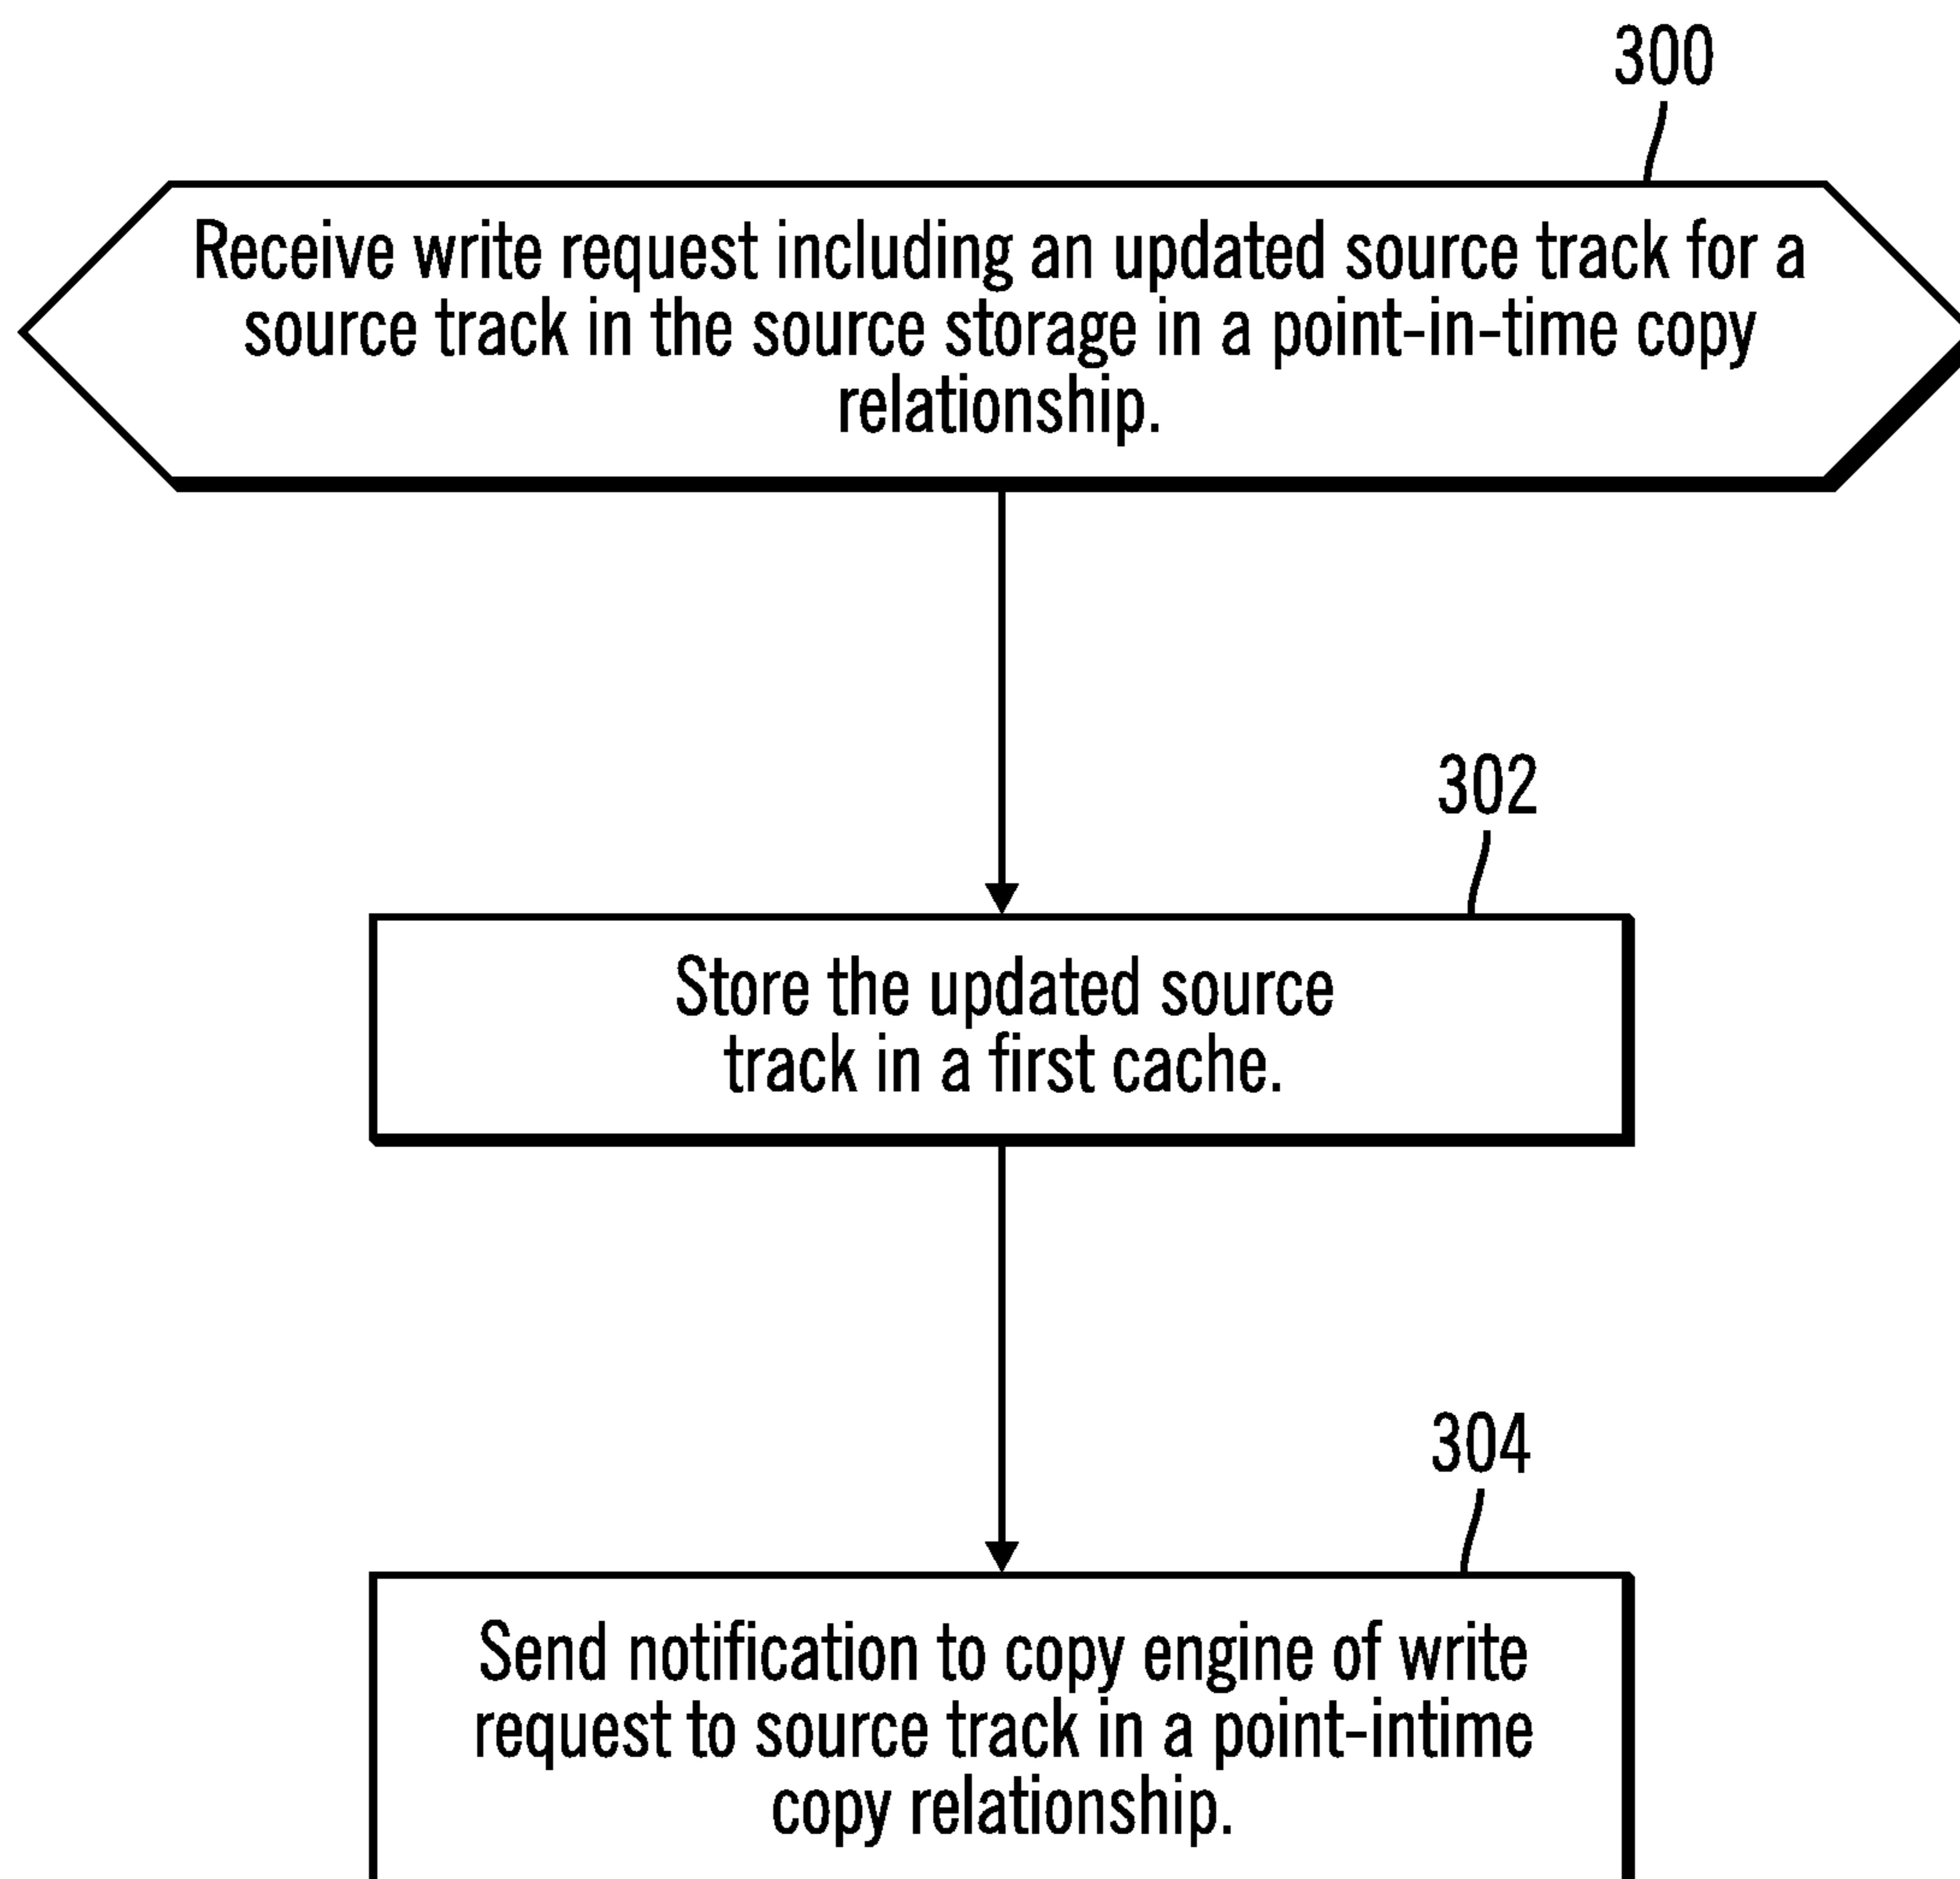 300
Receive write request including an updated source track for a
source track in the source storage in a point-in-time copy
relationship.
302
Store the updated source
track in a first cache.
304
Send notification to copy engine of write
request to source track in a point-intime
copy relationship.